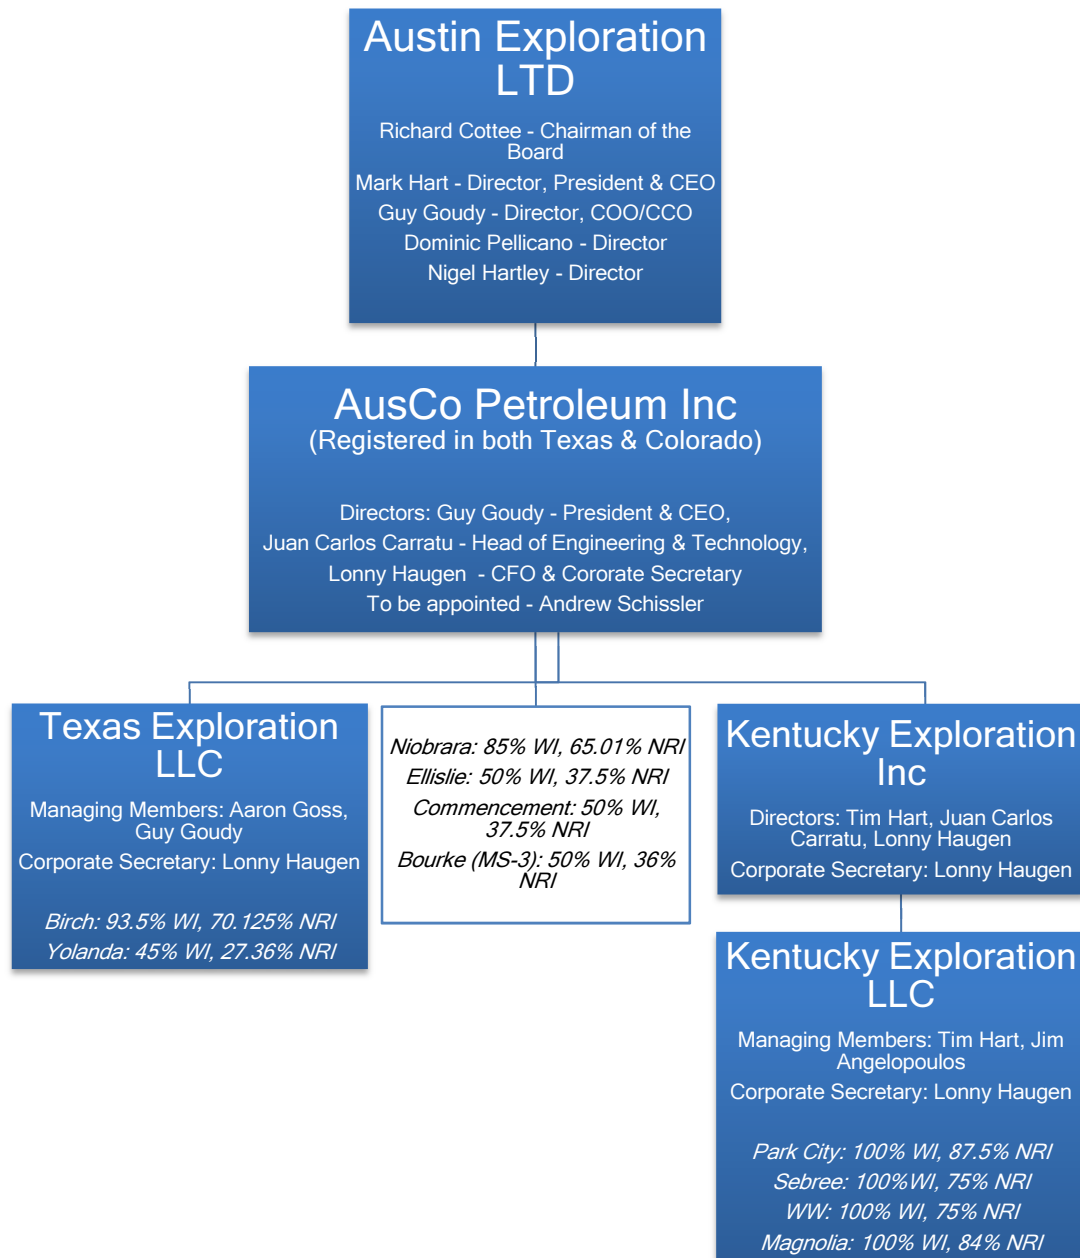 Austin Exploration
LTD
Richard Cottee - Chairman of the
Board
Mark Hart - Director, President & CEO
Guy Goudy - Director, COO/CCO
Dominic Pellicano - Director
Nigel Hartley - Director
AusCo Petroleum Inc
(Registered in both Texas & Colorado)
Directors: Guy Goudy - President & CEO,
Juan Carlos Carratu - Head of Engineering & Technology,
Lonny Haugen - CFO & Cororate Secretary
To be appointed - Andrew Schissler
Texas Exploration
LLC
Managing Members: Aaron Goss,
Guy Goudy
Corporate Secretary: Lonny Haugen
Birch: 93.5% WI, 70.125% NRI
Yolanda: 45% WI, 27.36% NRI
Niobrara: 85% WI, 65.01% NRI
Ellislie: 50% WI, 37.5% NRI
Commencement: 50% WI,
37.5% NRI
Bourke (MS-3): 50% WI, 36%
NRI
Kentucky Exploration
Inc
Directors: Tim Hart, Juan Carlos
Carratu, Lonny Haugen
Corporate Secretary: Lonny Haugen
Kentucky Exploration
LLC
Managing Members: Tim Hart, Jim
Angelopoulos
Corporate Secretary: Lonny Haugen
Park City: 100% WI, 87.5% NRI
Sebree: 100%WI, 75% NRI
WW: 100% WI, 75% NRI
Magnolia: 100% WI, 84% NRI